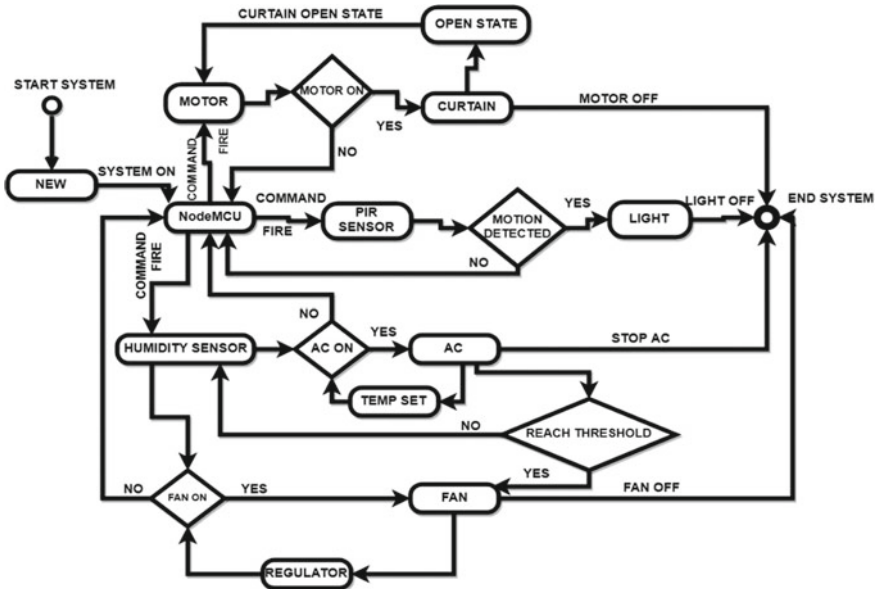 CURTAIN OPEN STATE
OPEN STATE
START SYSTEM
MOTOR
MOTOR ON
YES
CURTAIN
MOTOR OFF
NO
COMMAND
FIRE
SYSTEM ON
NEW
NodeMCU
COMMAND
FIRE
PIR
SENSOR
MOTION
DETECTED
YES
LIGHT
LIGHT OFF
END SYSTEM
NO
COMMAND
FIRE
HUMIDITY SENSOR
NO
AC ON
YES
AC
STOP AC
TEMP SET
NO
REACH THRESHOLD
YES
NO
FAN ON
YES
FAN
FAN OFF
REGULATOR